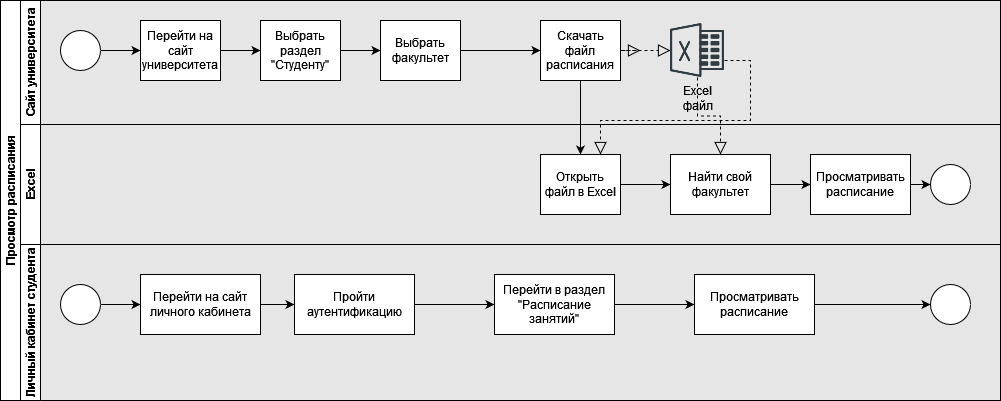 Просмотр расписания
Сайт университета
Перейти на
сайт
университета
Выбрать
раздел
"Студенту"
Выбрать
факультет
Скачать
файл
расписания
Excel
файл
Excel
Открыть
файл в Excel
Найти свой
факультет
Просматривать
расписание
Личный кабинет студента
Перейти на сайт
личного кабинета
Пройти
аутентификацию
Перейти в раздел
"Расписание
занятий"
Просматривать
расписание